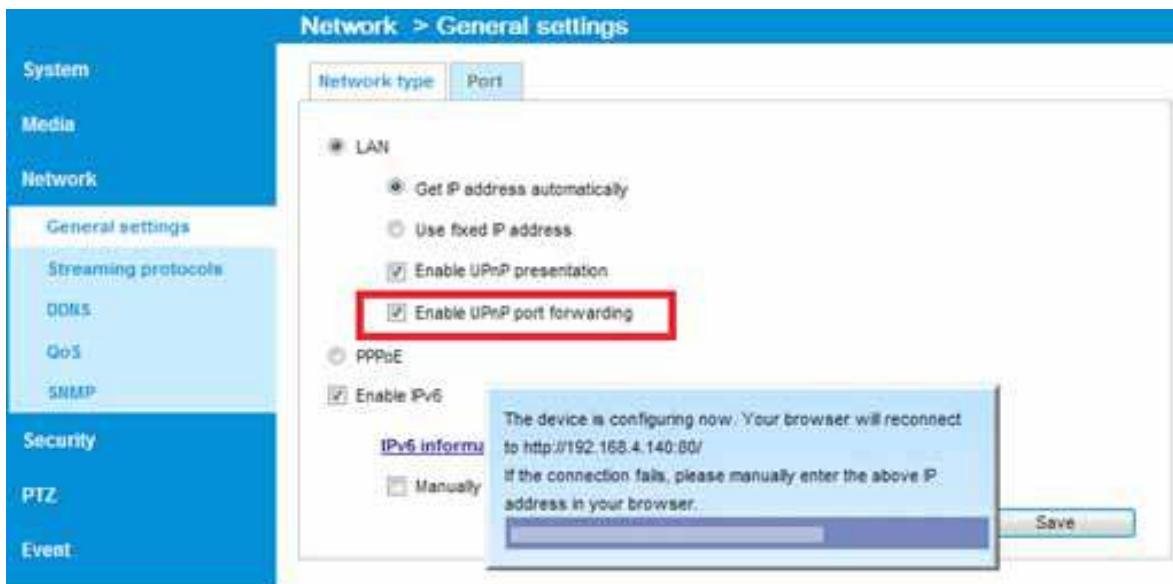 Network > General settings
System
Media
Network
General settings
Streaming protocols
DDNS
QoS
SNMP
Security
PTZ
Event
Network type
Port
LAN
Get IP address automatically
Use fixed IP address
Enable UPnP presentation
Enable UPnP port forwarding
PPPoE
Enable IPv6
IPv6 informa
Manually
The device is configuring now. Your browser will reconnect
to http://192.168.4.140:80/
If the connection fails, please manually enter the above IP
address in your browser.
Save